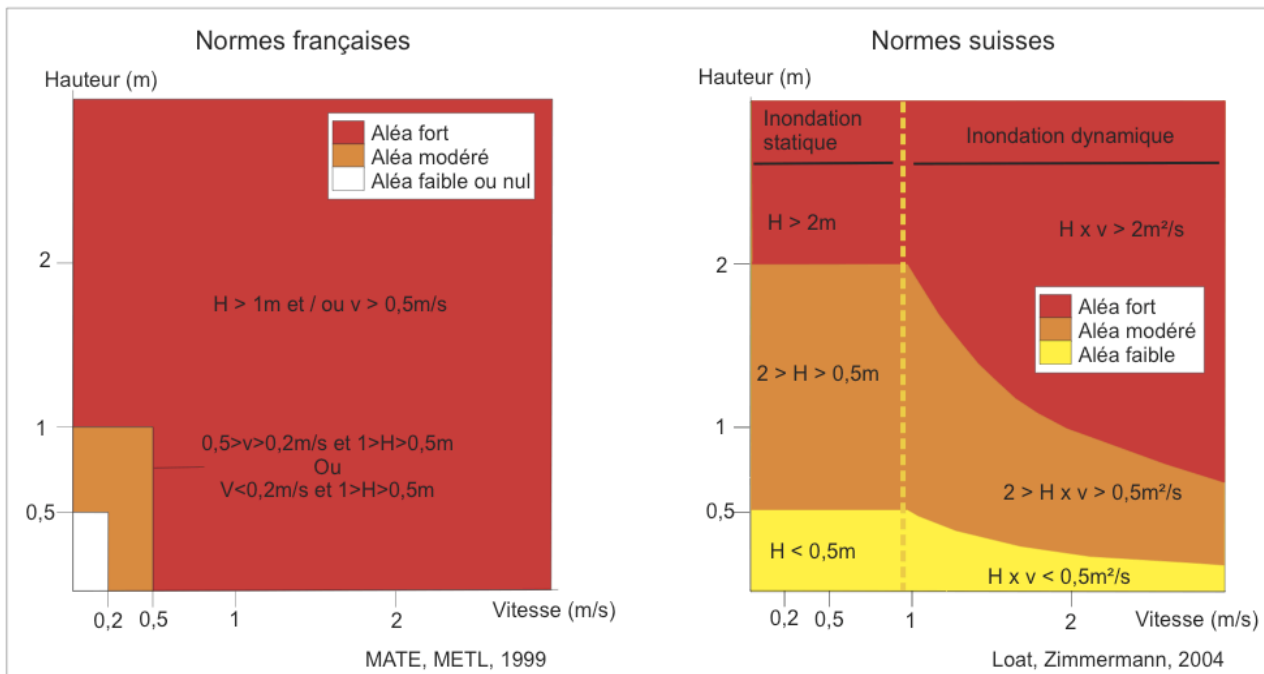 Normes françaises
Hauteur (m)
Aléa fort
Aléa modéré
Aléa faible ou nul
2
H > 1m et / ou v > 0,5m/s
1
0,5>v>0,2m/s et 1>H>0,5m
Ou
V<0,2m/s et 1>H>0,5m
0,5
0,2
0,5
1
2
Vitesse (m/s)
MATE, METL, 1999
Normes suisses
Hauteur (m)
Inondation
statique
Inondation dynamique
H > 2m
H x v > 2m²/s
2
Aléa fort
Aléa modéré
Aléa faible
2 > H > 0,5m
1
2 > H x v > 0,5m²/s
0,5
H < 0,5m
H x v < 0,5m²/s
0,2
0,5
1
2
Vitesse (m/s)
Loat, Zimmermann, 2004